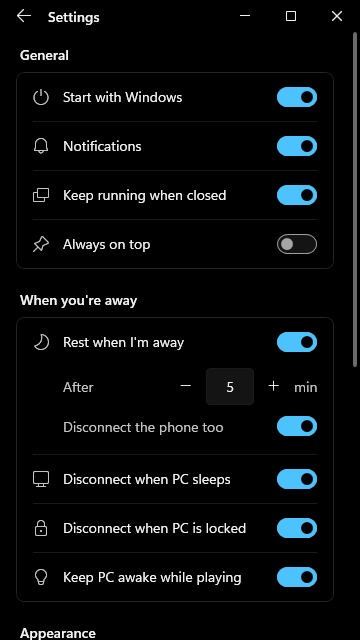 Settings
General
Start with Windows
Notifications
Keep running when closed
Always on top
When you're away
Rest when I'm away
After 5 min
Disconnect the phone too
Disconnect when PC sleeps
Disconnect when PC is locked
Keep PC awake while playing
Appearance